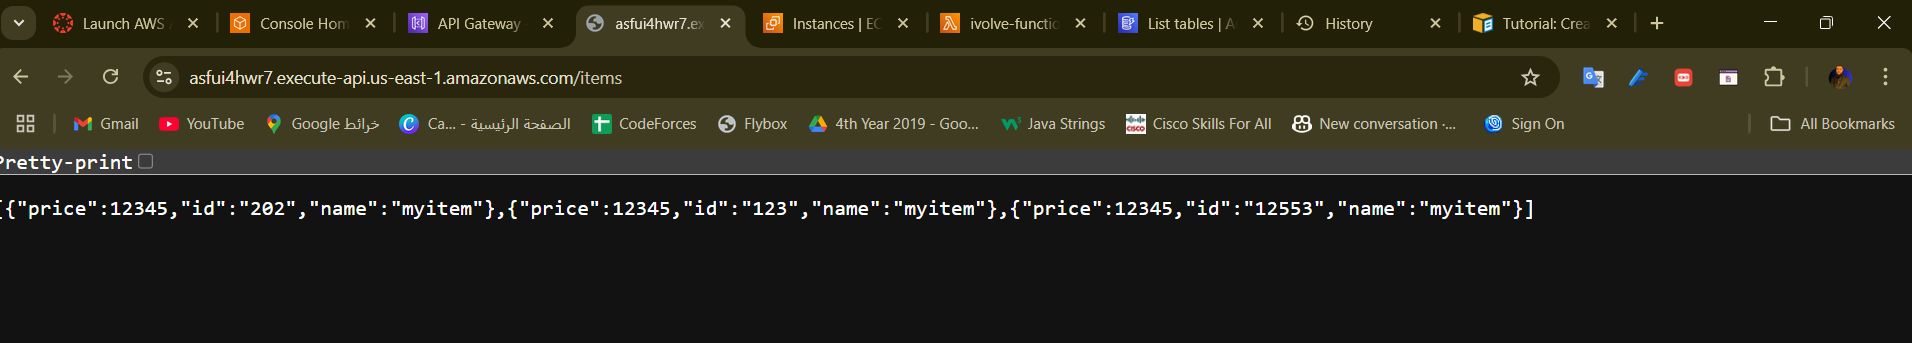 Launch AWS
Console Hom
API Gateway
asfui4hwr7.ex
Instances | EC
ivolve-functio
List tables | A
History
Tutorial: Crea
asfui4hwr7.execute-api.us-east-1.amazonaws.com/items
Gmail
YouTube
خرائط Google
Ca... - الصفحة الرئيسية
CodeForces
Flybox
4th Year 2019 - Goo...
Java Strings
CISCO
Cisco Skills For All
New conversation ·...
Sign On
All Bookmarks
Pretty-print
[{"price":12345,"id":"202","name":"myitem"},{"price":12345,"id":"123","name":"myitem"},{"price":12345,"id":"12553","name":"myitem"}]